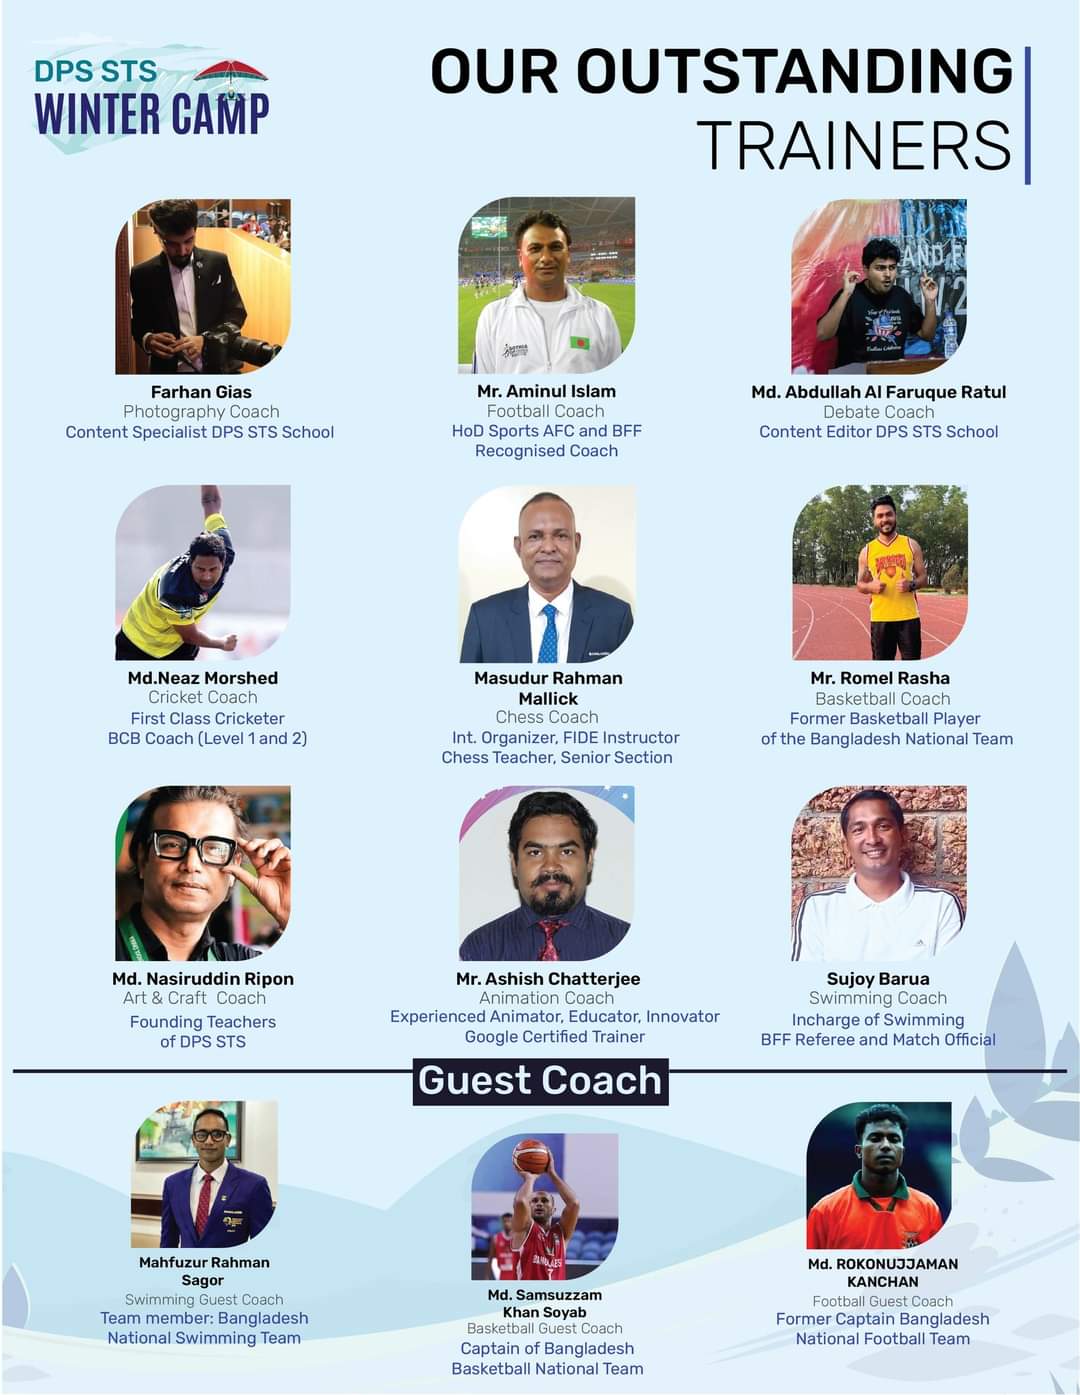 DPS STS
WINTER CAMP
OUR OUTSTANDING
TRAINERS
Farhan Gias
Photography Coach
Content Specialist DPS STS School
Mr. Aminul Islam
Football Coach
HoD Sports AFC and BFF
Recognised Coach
Md. Abdullah Al Faruque Ratul
Debate Coach
Content Editor DPS STS School
Md.Neaz Morshed
Cricket Coach
First Class Cricketer
BCB Coach (Level 1 and 2)
Masudur Rahman
Mallick
Chess Coach
Int. Organizer, FIDE Instructor
Chess Teacher, Senior Section
Mr. Romel Rasha
Basketball Coach
Former Basketball Player
of the Bangladesh National Team
Md. Nasiruddin Ripon
Art & Craft Coach
Founding Teachers
of DPS STS
Mr. Ashish Chatterjee
Animation Coach
Experienced Animator, Educator, Innovator
Google Certified Trainer
Sujoy Barua
Swimming Coach
Incharge of Swimming
BFF Referee and Match Official
Guest Coach
Mahfuzur Rahman
Sagor
Swimming Guest Coach
Team member: Bangladesh
National Swimming Team
Md. Samsuzzam
Khan Soyab
Basketball Guest Coach
Captain of Bangladesh
Basketball National Team
Md. ROKONUJJAMAN
KANCHAN
Football Guest Coach
Former Captain Bangladesh
National Football Team